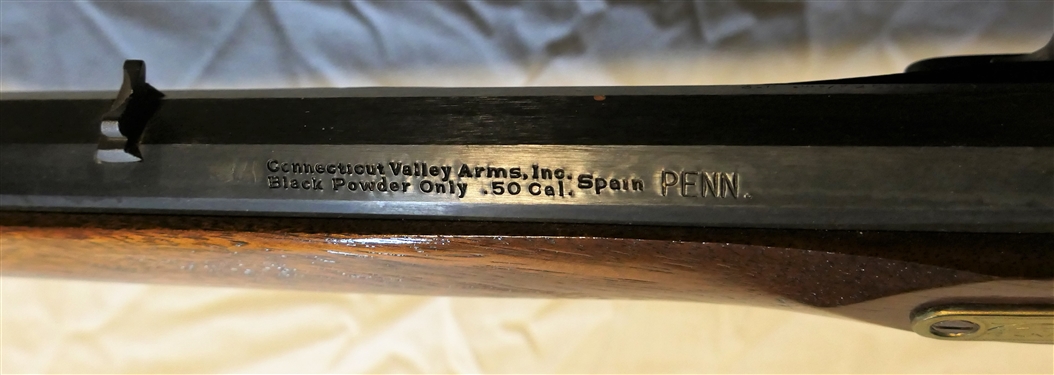 Connecticut Valley Arms, Inc.
Black Powder Only .50 Cal. Spain PENN.